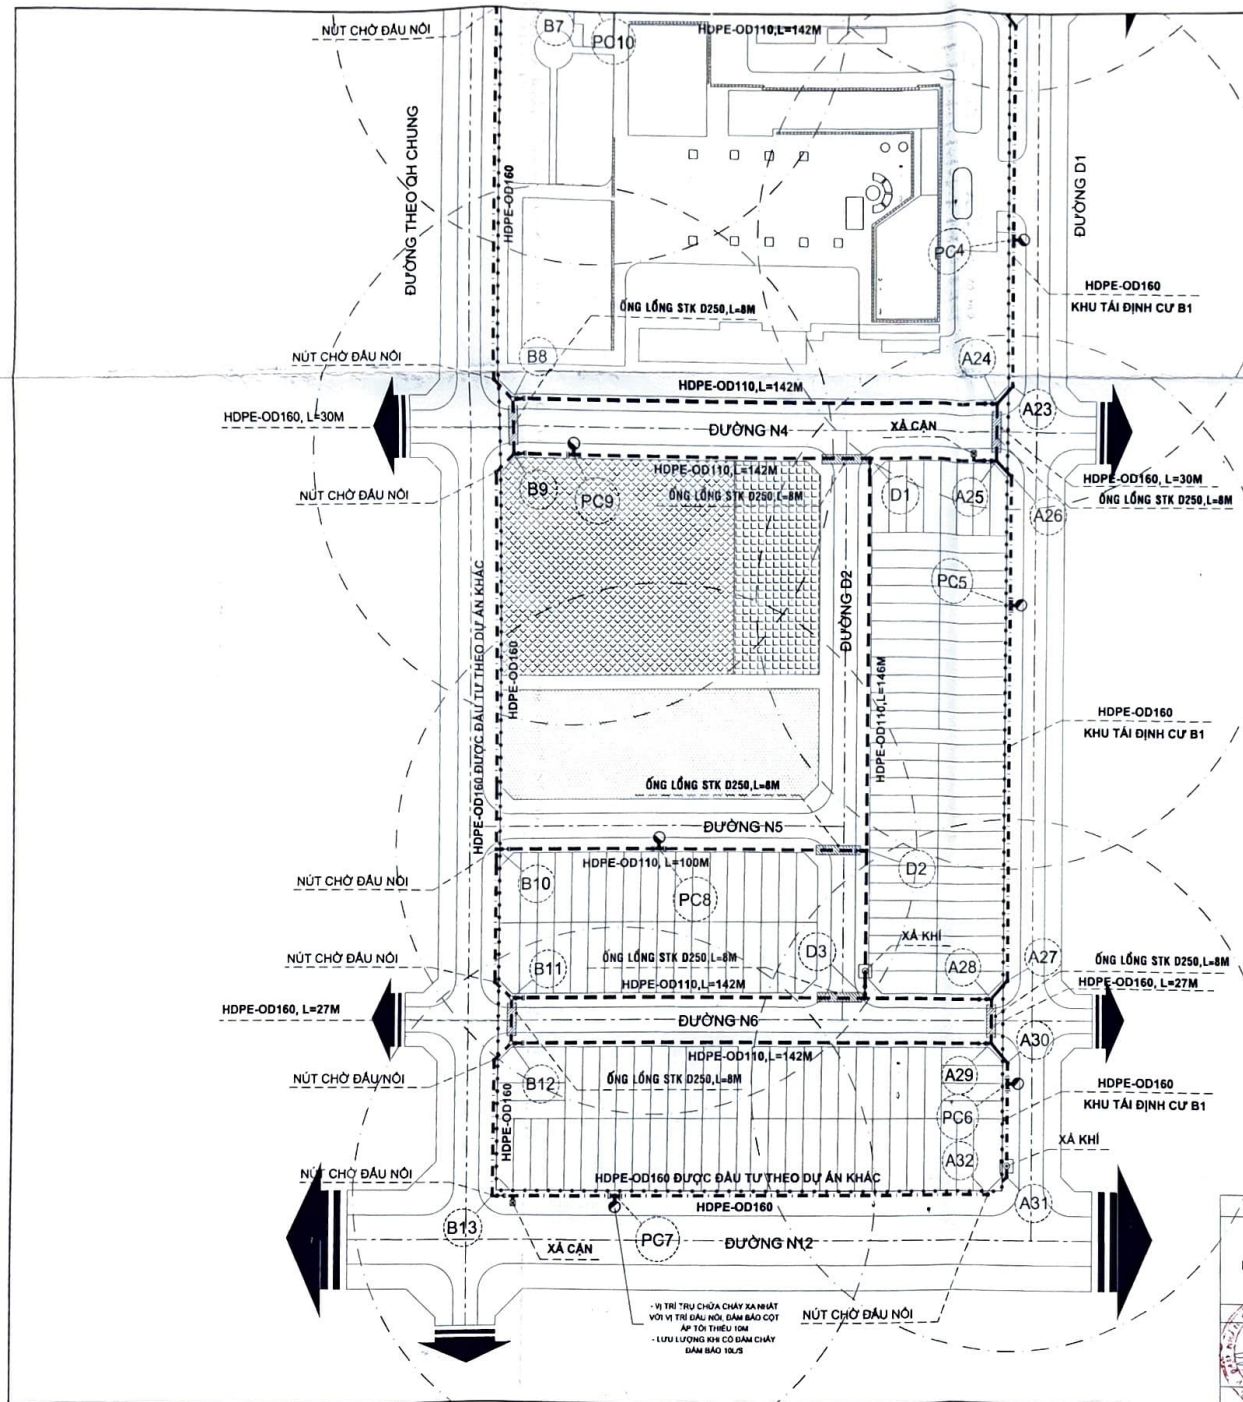 NÚT CHỜ ĐẤU NỐI
B7
PC10
HDPE-OD110,L=142M
ĐƯỜNG THEO QH CHUNG
HDPE-OD160
ĐƯỜNG D1
PC4
HDPE-OD160
KHU TÁI ĐỊNH CƯ B1
ỐNG LỒNG STK D250,L=8M
NÚT CHỜ ĐẤU NỐI
B8
A24
HDPE-OD110,L=142M
HDPE-OD160, L=30M
ĐƯỜNG N4
XẢ CẶN
A23
HDPE-OD110,L=142M
HDPE-OD160, L=30M
NÚT CHỜ ĐẤU NỐI
B9
PC9
ỐNG LỒNG STK D250,L=8M
D1
A25
A26
ỐNG LỒNG STK D250,L=8M
PC5
ĐƯỜNG D2
HDPE-OD160 ĐƯỢC ĐẦU TƯ THEO DỰ ÁN KHÁC
HDPE-OD160
HDPE-OD110,L=146M
HDPE-OD160
KHU TÁI ĐỊNH CƯ B1
ỐNG LỒNG STK D250,L=8M
ĐƯỜNG N5
HDPE-OD110, L=100M
NÚT CHỜ ĐẤU NỐI
B10
PC8
D2
XẢ KHÍ
NÚT CHỜ ĐẤU NỐI
B11
ỐNG LỒNG STK D250,L=8M
D3
A28
A27
ỐNG LỒNG STK D250,L=8M
HDPE-OD110,L=142M
HDPE-OD160, L=27M
HDPE-OD160, L=27M
ĐƯỜNG N6
A30
HDPE-OD110,L=142M
NÚT CHỜ ĐẤU NỐI
B12
ỐNG LỒNG STK D250,L=8M
A29
HDPE-OD160
KHU TÁI ĐỊNH CƯ B1
PC6
HDPE-OD160
XẢ KHÍ
A32
NÚT CHỜ ĐẤU NỐI
HDPE-OD160 ĐƯỢC ĐẦU TƯ THEO DỰ ÁN KHÁC
HDPE-OD160
A31
B13
XẢ CẶN
PC7
ĐƯỜNG N12
- VỊ TRÍ TRỤ CHỮA CHÁY XA NHẤT
VỚI VỊ TRÍ ĐẤU NỐI, ĐẢM BẢO CỘT
ÁP TỐI THIỂU 10M
- LƯU LƯỢNG KHI CÓ ĐÁM CHÁY
ĐẢM BẢO 10L/S
NÚT CHỜ ĐẤU NỐI